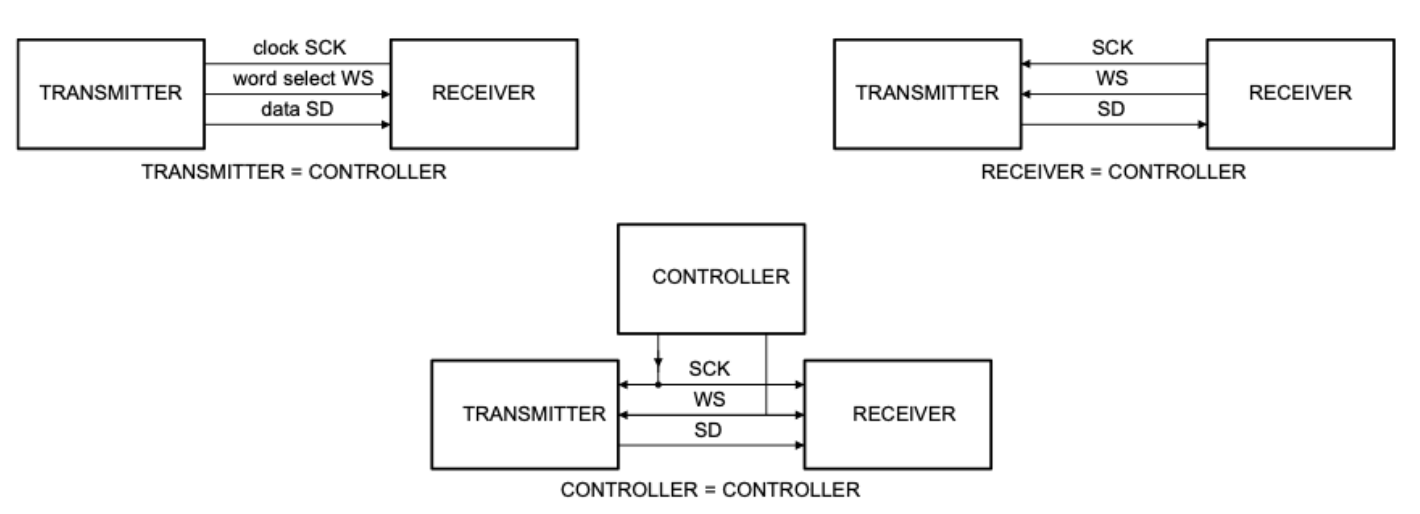 clock SCK
word select WS
data SD
TRANSMITTER
RECEIVER
TRANSMITTER = CONTROLLER
SCK
WS
SD
TRANSMITTER
RECEIVER
RECEIVER = CONTROLLER
CONTROLLER
SCK
WS
SD
TRANSMITTER
RECEIVER
CONTROLLER = CONTROLLER